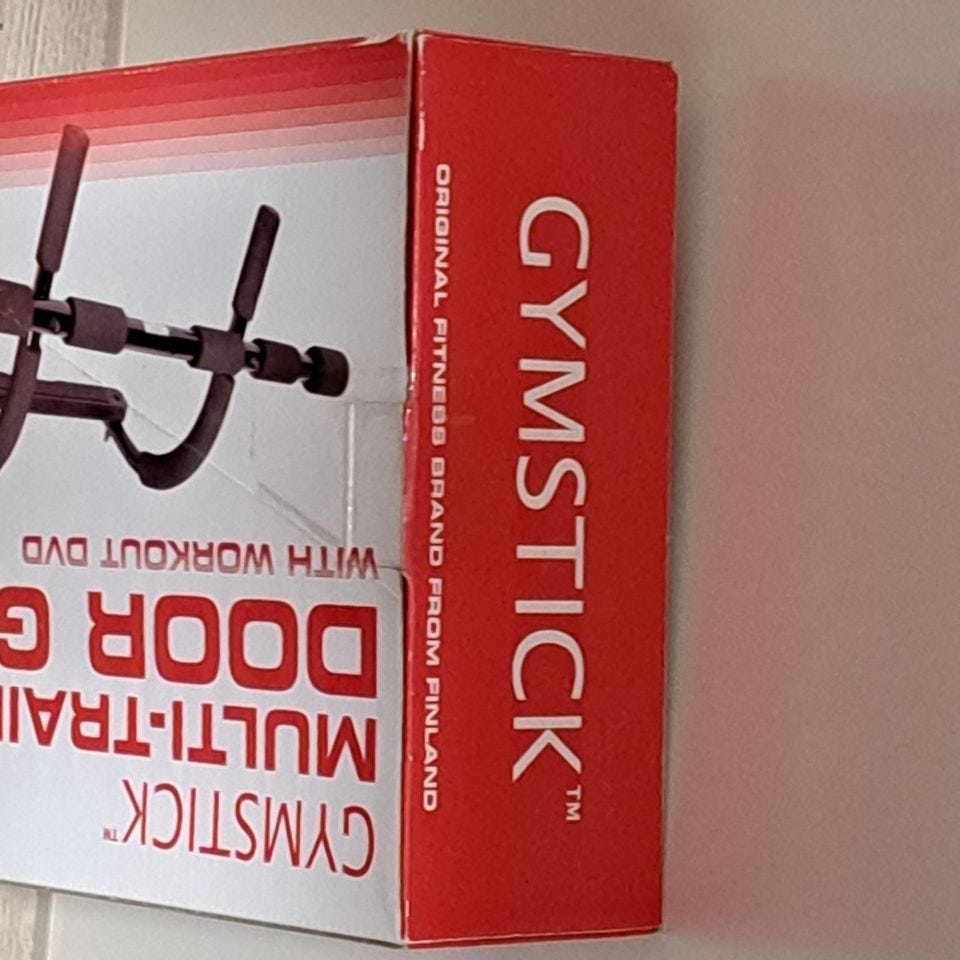 GYMSTICK™
MULTI-TRAI
DOOR G
WITH WORKOUT DVD
GYMSTICK™
ORIGINAL FITNESS BRAND FROM FINLAND